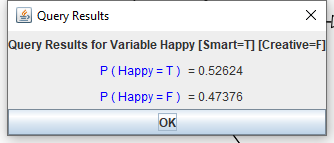 Query Results
Query Results for Variable Happy [Smart=T] [Creative=F]
P ( Happy = T ) = 0.52624
P ( Happy = F ) = 0.47376
OK